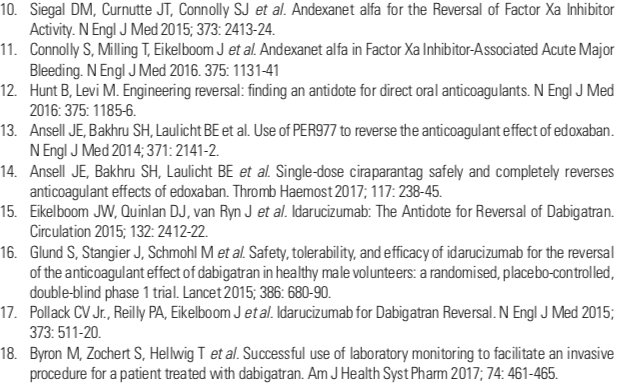 10. Siegal DM, Curnutte JT, Connolly SJ et al. Andexanet alfa for the Reversal of Factor Xa Inhibitor
Activity. N Engl J Med 2015; 373: 2413-24.
11. Connolly S, Milling T, Eikelboom J et al. Andexanet alfa in Factor Xa Inhibitor-Associated Acute Major
Bleeding. N Engl J Med 2016. 375: 1131-41
12. Hunt B, Levi M. Engineering reversal: finding an antidote for direct oral anticoagulants. N Engl J Med
2016: 375: 1185-6.
13. Ansell JE, Bakhru SH, Laulicht BE et al. Use of PER977 to reverse the anticoagulant effect of edoxaban.
N Engl J Med 2014; 371: 2141-2.
14. Ansell JE, Bakhru SH, Laulicht BE et al. Single-dose ciraparantag safely and completely reverses
anticoagulant effects of edoxaban. Thromb Haemost 2017; 117: 238-45.
15. Eikelboom JW, Quinlan DJ, van Ryn J et al. Idarucizumab: The Antidote for Reversal of Dabigatran.
Circulation 2015; 132: 2412-22.
16. Glund S, Stangier J, Schmohl M et al. Safety, tolerability, and efficacy of idarucizumab for the reversal
of the anticoagulant effect of dabigatran in healthy male volunteers: a randomised, placebo-controlled,
double-blind phase 1 trial. Lancet 2015; 386: 680-90.
17. Pollack CV Jr., Reilly PA, Eikelboom J et al. Idarucizumab for Dabigatran Reversal. N Engl J Med 2015;
373: 511-20.
18. Byron M, Zochert S, Hellwig T et al. Successful use of laboratory monitoring to facilitate an invasive
procedure for a patient treated with dabigatran. Am J Health Syst Pharm 2017; 74: 461-465.